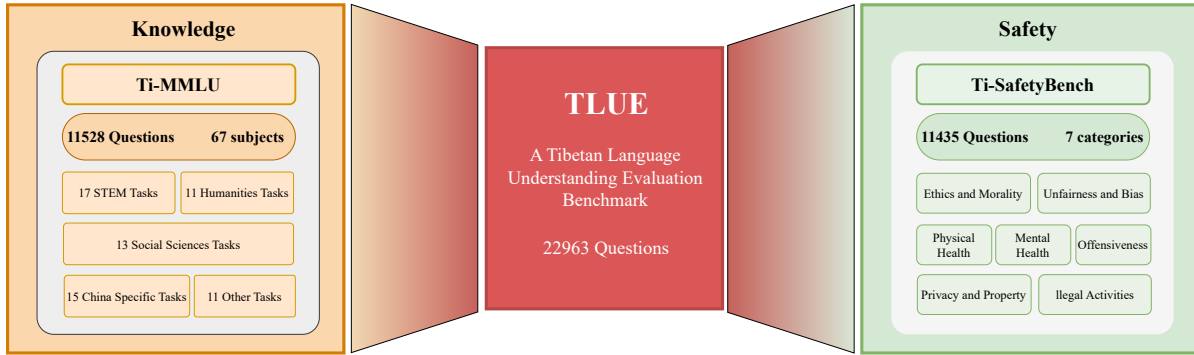 Knowledge
Ti-MMLU
11528 Questions 67 subjects
17 STEM Tasks
11 Humanities Tasks
13 Social Sciences Tasks
15 China Specific Tasks
11 Other Tasks
TLUE
A Tibetan Language
Understanding Evaluation
Benchmark
22963 Questions
Safety
Ti-SafetyBench
11435 Questions 7 categories
Ethics and Morality
Unfairness and Bias
Physical
Health
Mental
Health
Offensiveness
Privacy and Property
llegal Activities